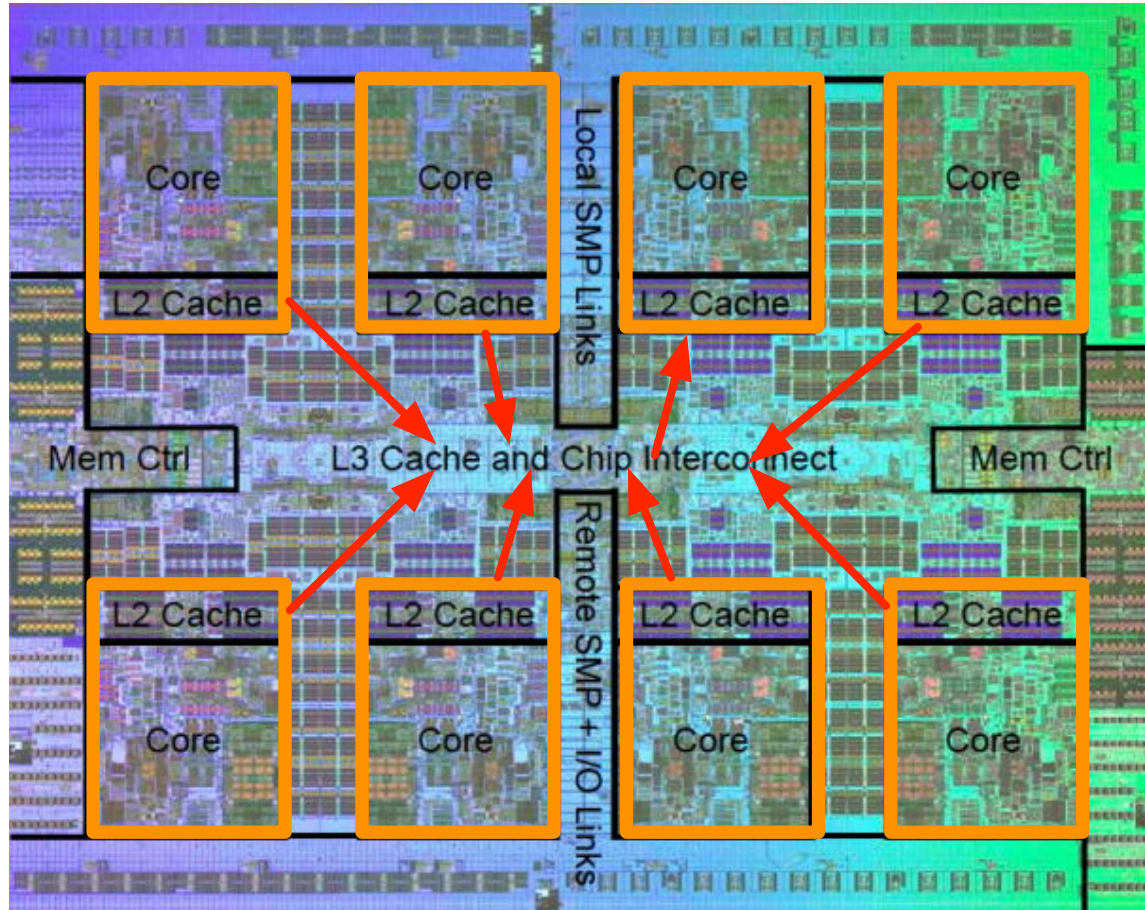 Core
Core
Core
Core
L2 Cache
L2 Cache
L2 Cache
L2 Cache
Local SMP Links
Mem Ctrl
L3 Cache and Chip Interconnect
Mem Ctrl
Remote SMP + I/O Links
L2 Cache
L2 Cache
L2 Cache
L2 Cache
Core
Core
Core
Core